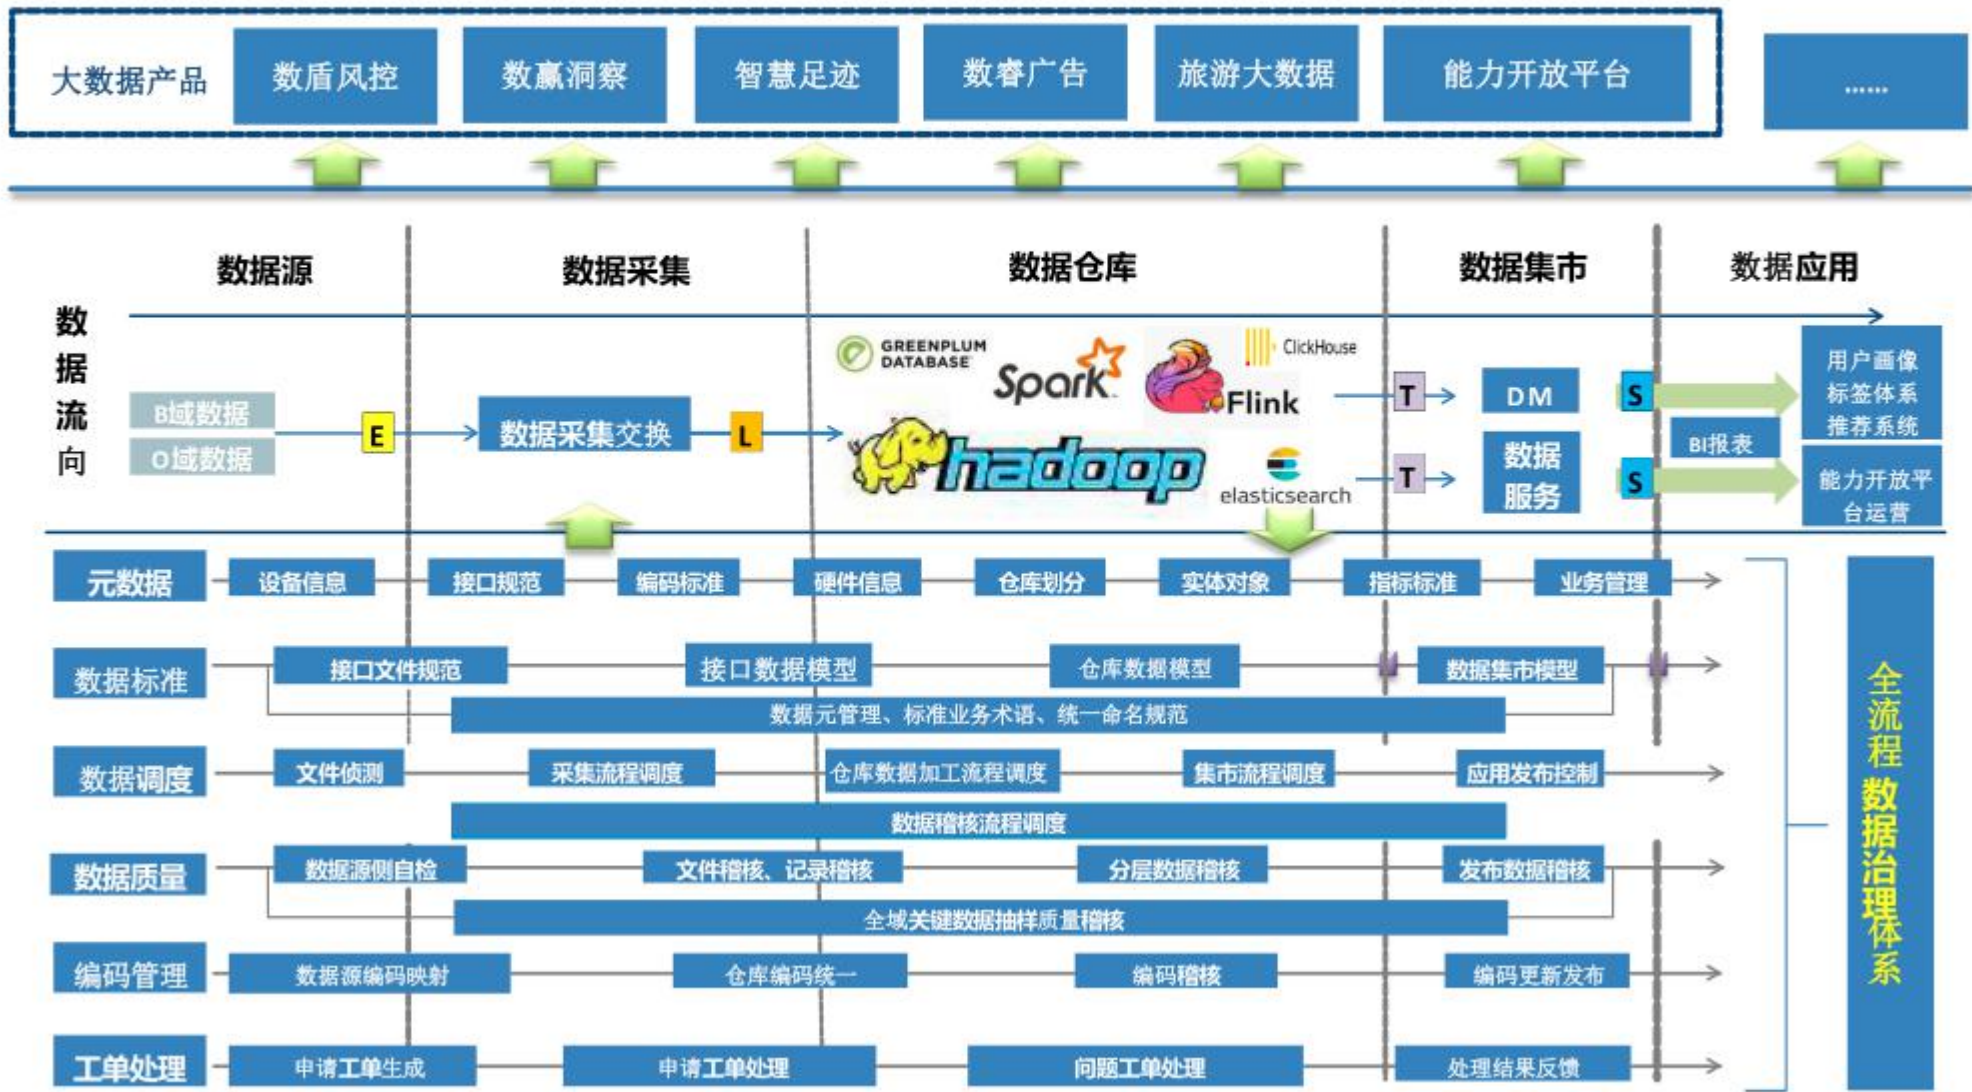 大数据产品
数盾风控
数赢洞察
智慧足迹
数睿广告
旅游大数据
能力开放平台
......
数据源
数据采集
数据仓库
数据集市
数据应用
数
据
流
向
B域数据
O域数据
E
数据采集交换
L
GREENPLUM
DATABASE
Spark
Flink
ClickHouse
hadoop
elasticsearch
T
T
DM
数据
服务
S
S
BI报表
用户画像
标签体系
推荐系统
能力开放平
台运营
元数据
设备信息
接口规范
编码标准
硬件信息
仓库划分
实体对象
指标标准
业务管理
数据标准
接口文件规范
接口数据模型
仓库数据模型
数据集市模型
数据元管理、标准业务术语、统一命名规范
数据调度
文件侦测
采集流程调度
仓库数据加工流程调度
集市流程调度
应用发布控制
数据稽核流程调度
数据质量
数据源侧自检
文件稽核、记录稽核
分层数据稽核
发布数据稽核
全域关键数据抽样质量稽核
编码管理
数据源编码映射
仓库编码统一
编码稽核
编码更新发布
工单处理
申请工单生成
申请工单处理
问题工单处理
处理结果反馈
全流程数据治理体系